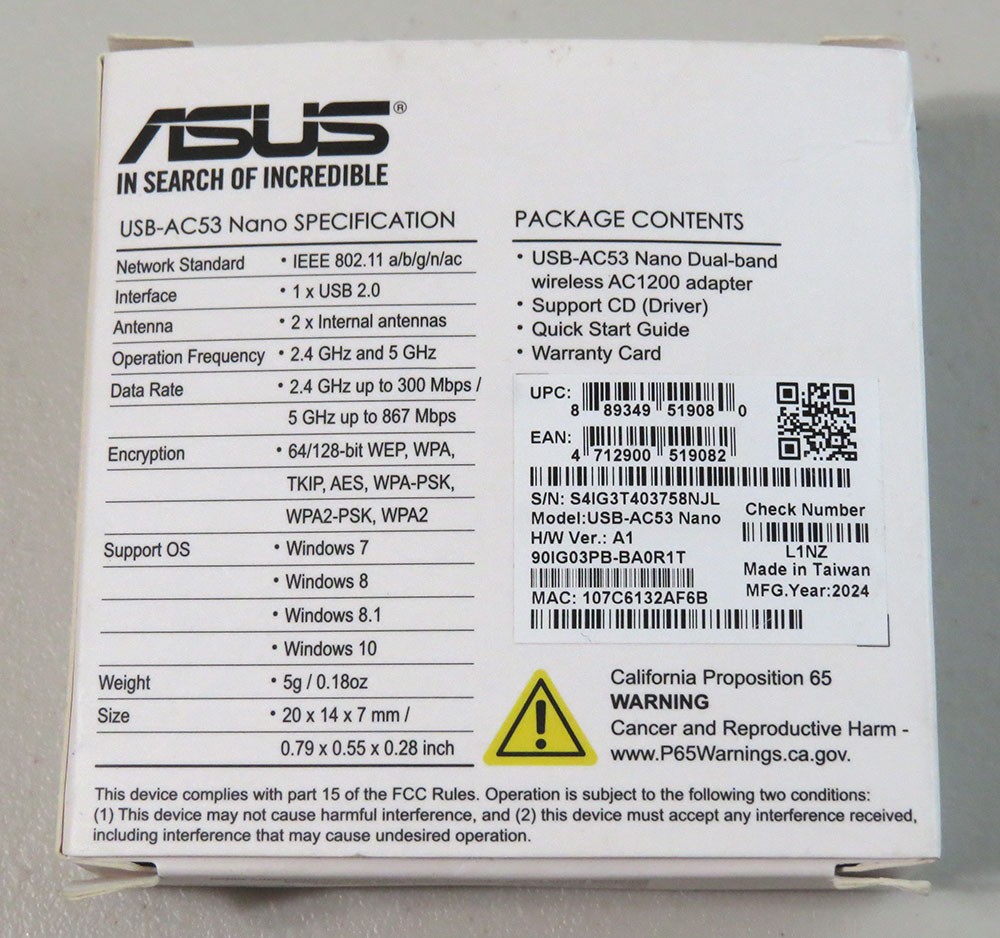 ASUS®
IN SEARCH OF INCREDIBLE
USB-AC53 Nano SPECIFICATION
Network Standard • IEEE 802.11 a/b/g/n/ac
Interface • 1 x USB 2.0
Antenna • 2 x Internal antennas
Operation Frequency • 2.4 GHz and 5 GHz
Data Rate • 2.4 GHz up to 300 Mbps /
5 GHz up to 867 Mbps
Encryption • 64/128-bit WEP, WPA,
TKIP, AES, WPA-PSK,
WPA2-PSK, WPA2
Support OS • Windows 7
• Windows 8
• Windows 8.1
• Windows 10
Weight • 5g / 0.18oz
Size • 20 x 14 x 7 mm /
0.79 x 0.55 x 0.28 inch
PACKAGE CONTENTS
• USB-AC53 Nano Dual-band
wireless AC1200 adapter
• Support CD (Driver)
• Quick Start Guide
• Warranty Card
UPC: 8 89349 51908 0
EAN: 4 712900 519082
S/N: S4IG3T403758NJL
Model:USB-AC53 Nano
H/W Ver.: A1
90IG03PB-BA0R1T
MAC: 107C6132AF6B
Check Number
L1NZ
Made in Taiwan
MFG.Year:2024
California Proposition 65
WARNING
Cancer and Reproductive Harm -
www.P65Warnings.ca.gov.
This device complies with part 15 of the FCC Rules. Operation is subject to the following two conditions:
(1) This device may not cause harmful interference, and (2) this device must accept any interference received,
including interference that may cause undesired operation.